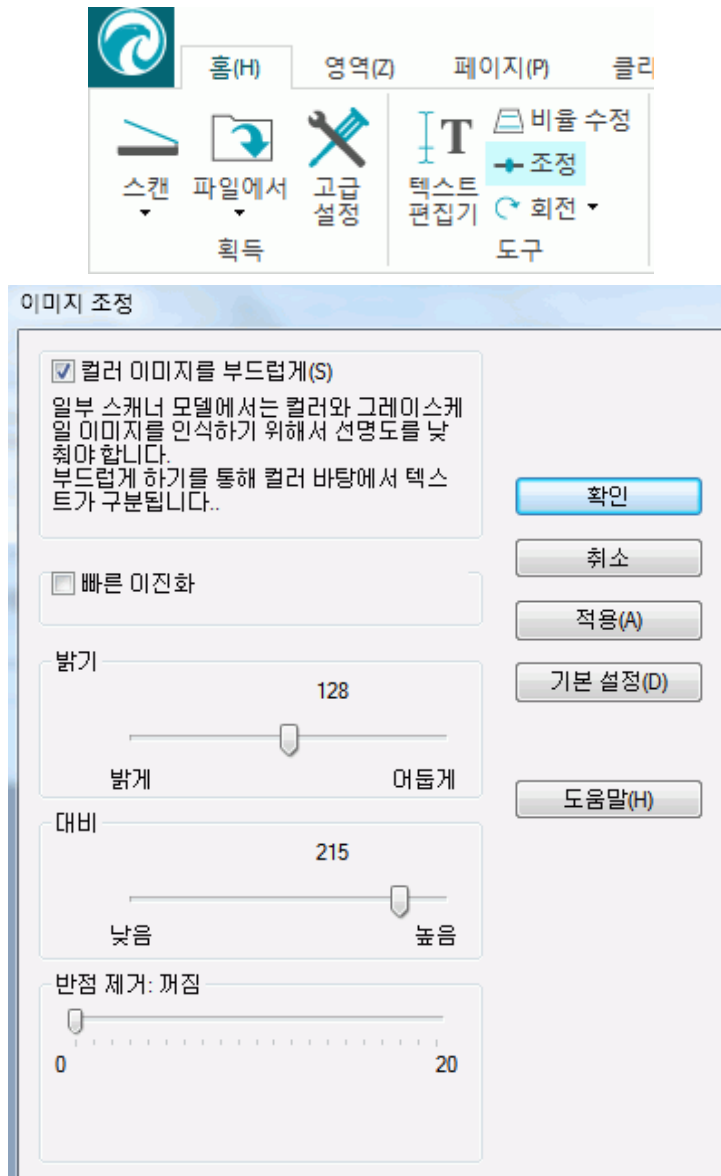 홈(H) 영역(Z) 페이지(P) 클리
스캔 파일에서 고급 설정
텍스트 편집기
비율 수정
조정
회전
획득 도구
이미지 조정
컬러 이미지를 부드럽게(S)
일부 스캐너 모델에서는 컬러와 그레이스케
일 이미지를 인식하기 위해서 선명도를 낮
춰야 합니다.
부드럽게 하기를 통해 컬러 바탕에서 텍스
트가 구분됩니다..
빠른 이진화
밝기
128
밝게 어둡게
대비
215
낮음 높음
반점 제거: 꺼짐
0 20
확인
취소
적용(A)
기본 설정(D)
도움말(H)